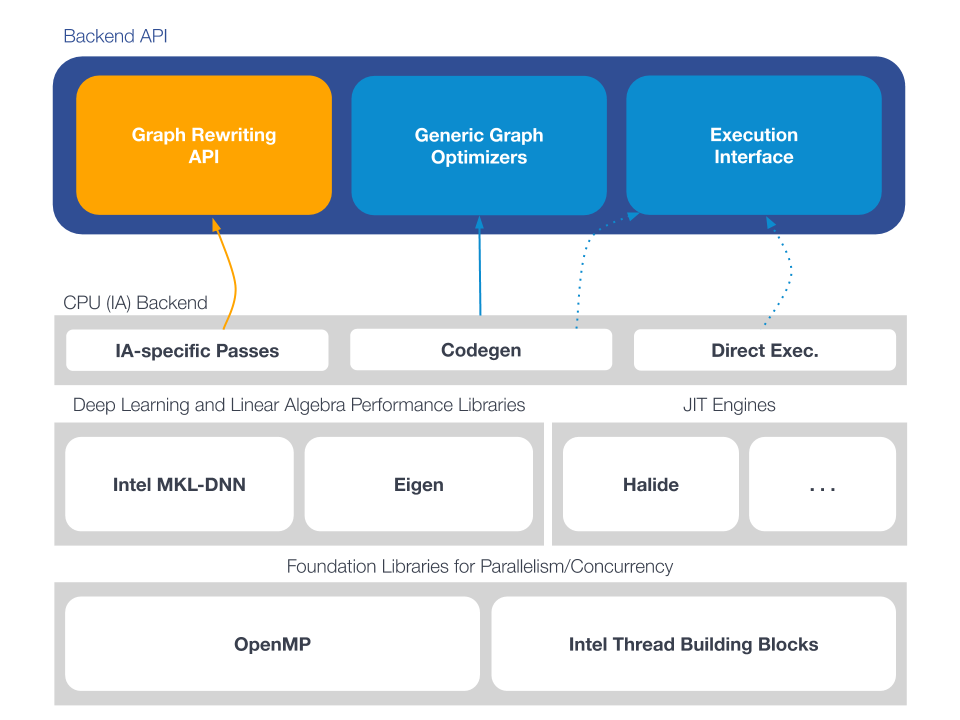 Backend API
Graph Rewriting
API
Generic Graph
Optimizers
Execution
Interface
CPU (IA) Backend
IA-specific Passes
Codegen
Direct Exec.
Deep Learning and Linear Algebra Performance Libraries
JIT Engines
Intel MKL-DNN
Eigen
Halide
. . .
Foundation Libraries for Parallelism/Concurrency
OpenMP
Intel Thread Building Blocks